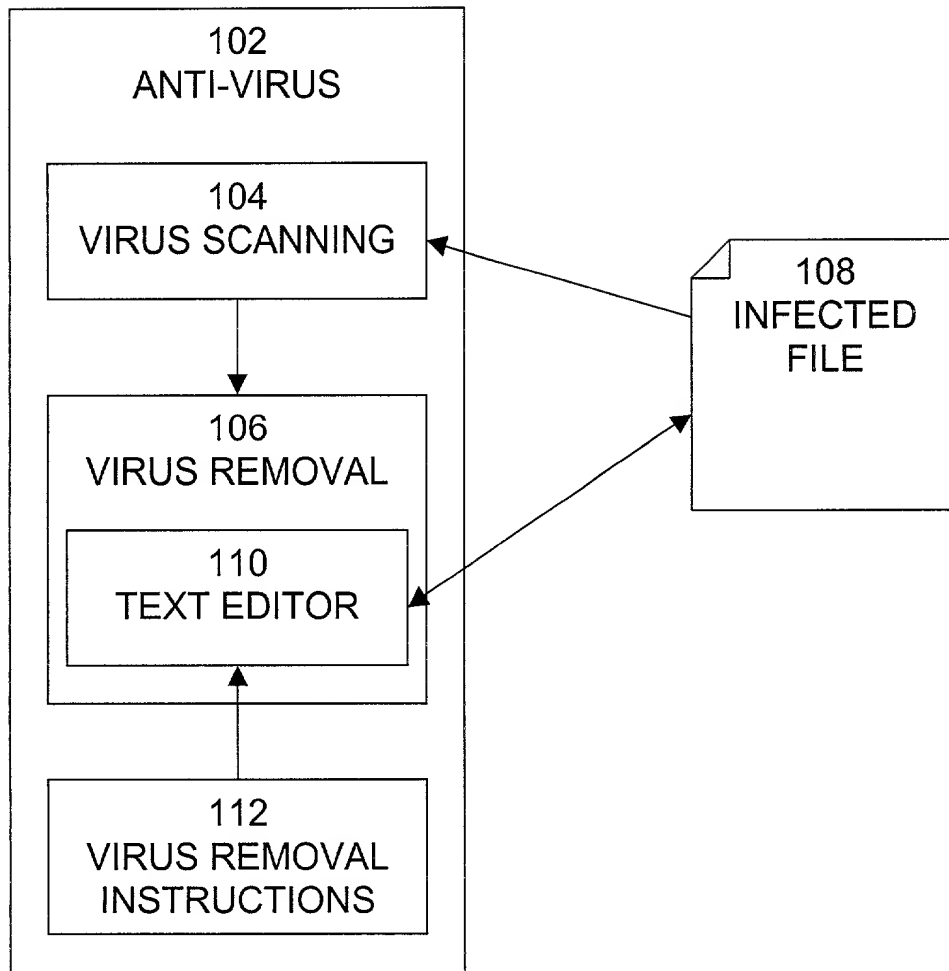 102
ANTI-VIRUS
104
VIRUS SCANNING
106
VIRUS REMOVAL
110
TEXT EDITOR
112
VIRUS REMOVAL
INSTRUCTIONS
108
INFECTED
FILE